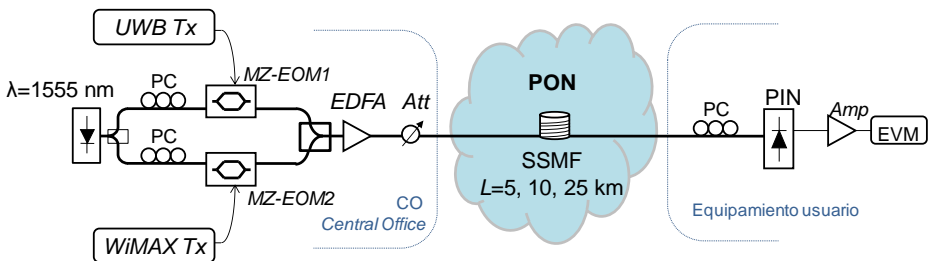 UWB Tx
λ=1555 nm
PC
MZ-EOM1
EDFA
Att
PON
PC
PIN
Amp
EVM
PC
SSMF
L=5, 10, 25 km
MZ-EOM2
CO
Central Office
Equipamiento usuario
WiMAX Tx